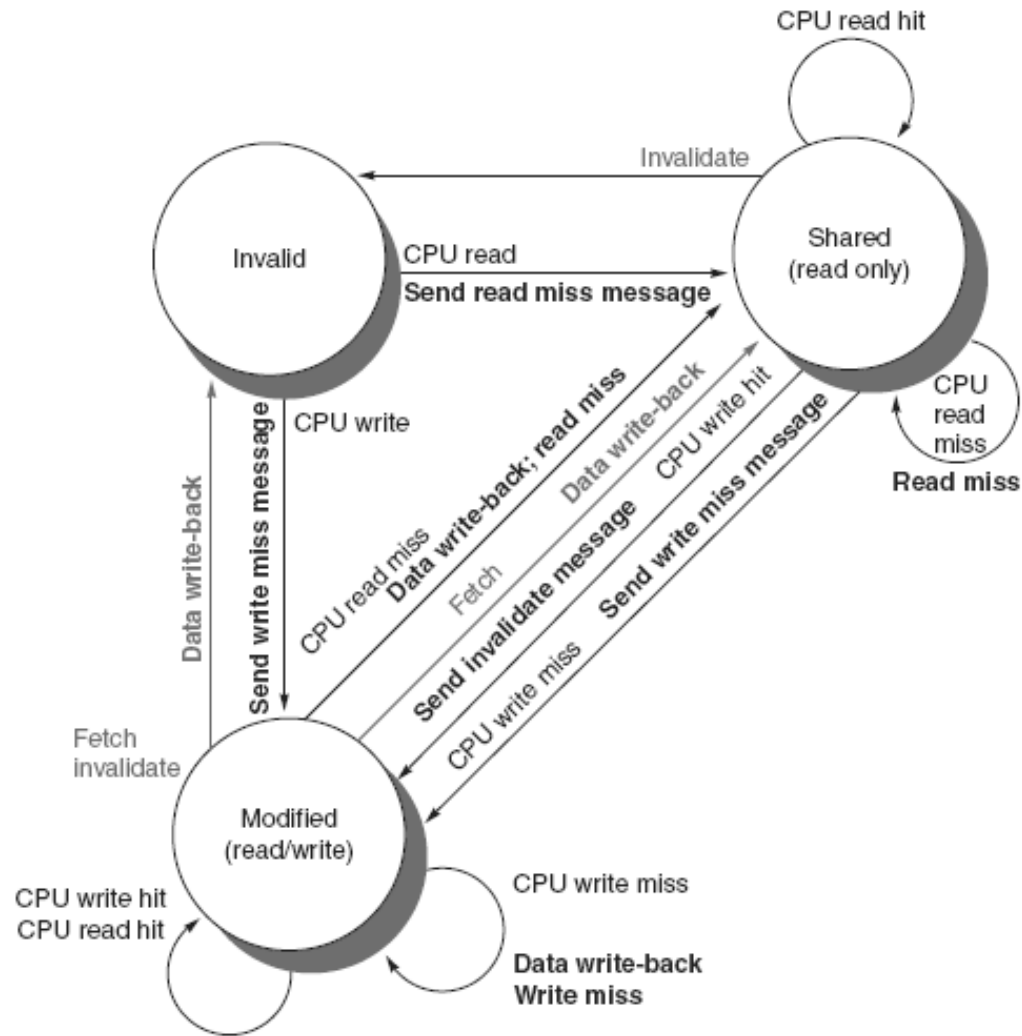 CPU read hit
Invalidate
Invalid
Shared
(read only)
CPU read
Send read miss message
CPU
read
miss
Read miss
CPU write
Send write miss message
Data write-back
Fetch
invalidate
CPU read miss
Data write-back; read miss
Fetch
Data write-back
Send invalidate message
CPU write hit
CPU write miss
Send write miss message
Modified
(read/write)
CPU write hit
CPU read hit
CPU write miss
Data write-back
Write miss